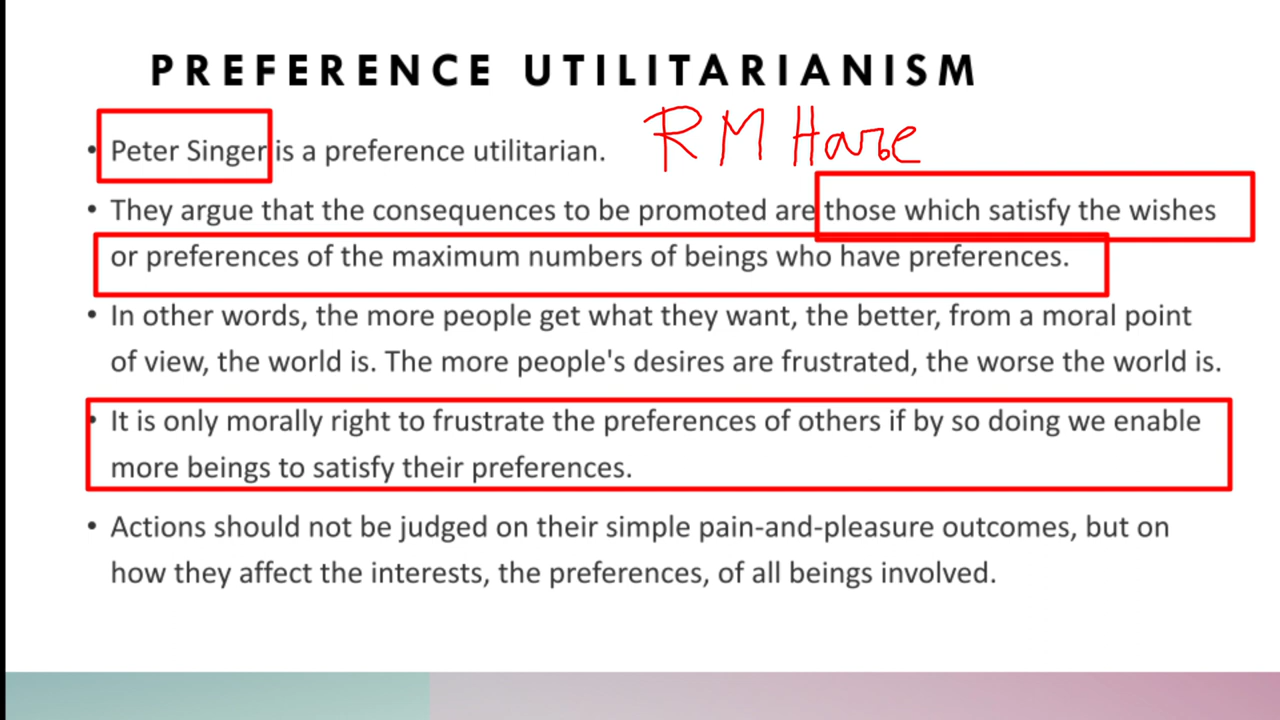 PREFERENCE UTILITARIANISM
• Peter Singer is a preference utilitarian.
RM Hare
• They argue that the consequences to be promoted are those which satisfy the wishes
or preferences of the maximum numbers of beings who have preferences.
• In other words, the more people get what they want, the better, from a moral point
of view, the world is. The more people's desires are frustrated, the worse the world is.
• It is only morally right to frustrate the preferences of others if by so doing we enable
more beings to satisfy their preferences.
• Actions should not be judged on their simple pain-and-pleasure outcomes, but on
how they affect the interests, the preferences, of all beings involved.